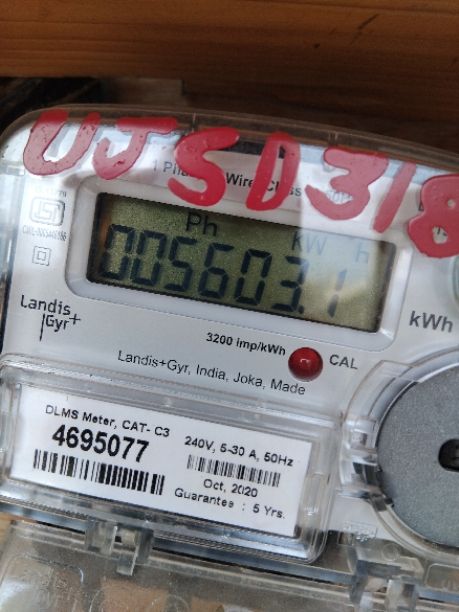 UJSD318
Ph
kW h
005603.1
Landis
Gyr+
kWh
3200 imp/kWh
CAL
Landis+Gyr, India, Joka, Made
DLMS Meter, CAT- C3
4695077
240V, 5-30 A, 50Hz
Oct, 2020
Guarantee : 5 Yrs.